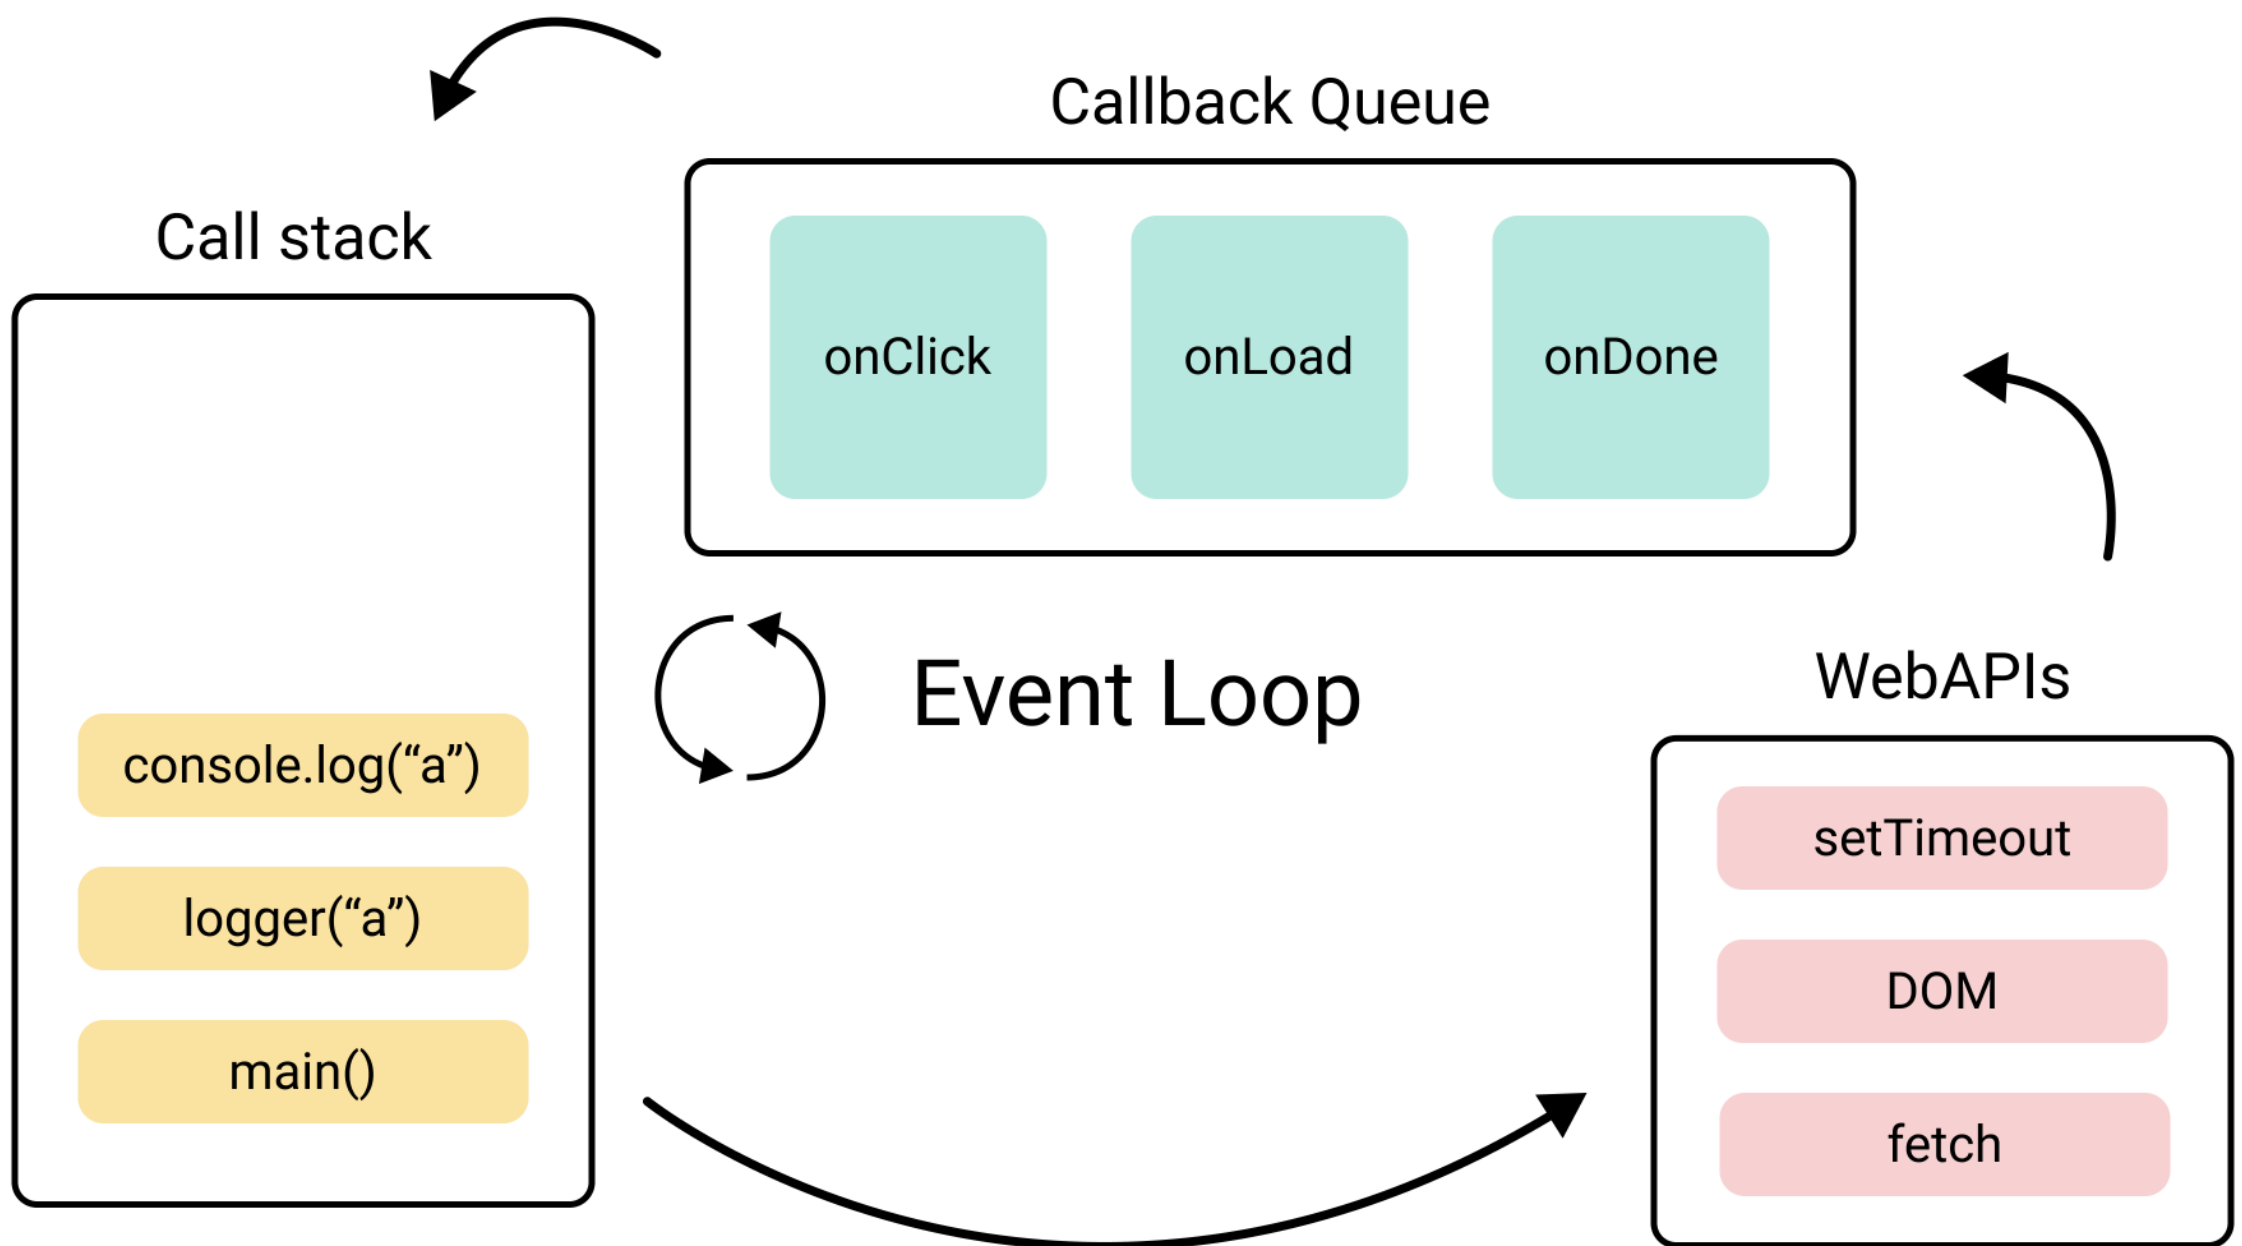 Callback Queue
onClick
onLoad
onDone
Call stack
console.log(“a”)
logger(“a”)
main()
Event Loop
WebAPIs
setTimeout
DOM
fetch